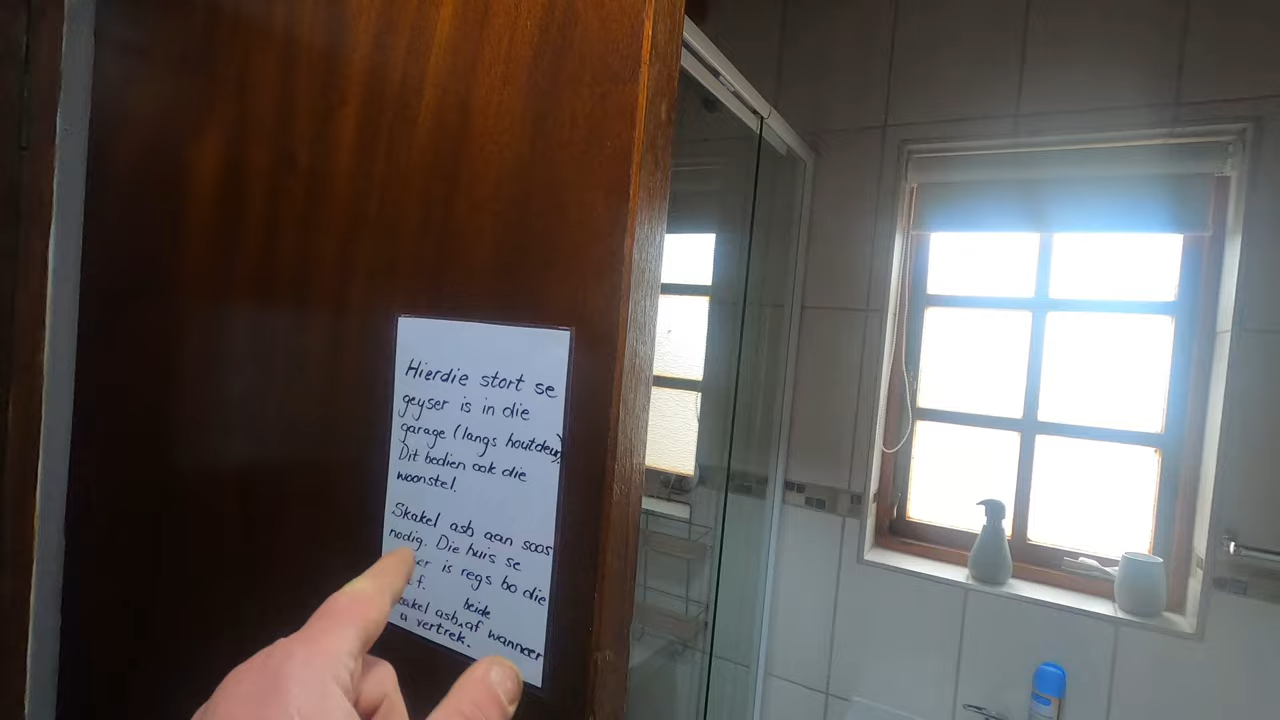 Hierdie stort se
geyser is in die
garage (langs houtdeur).
Dit bedien ook die
woonstel.
Skakel asb aan soos
nodig. Die huis se
is regs bo die
beide
asb af wanneer
u vertrek.